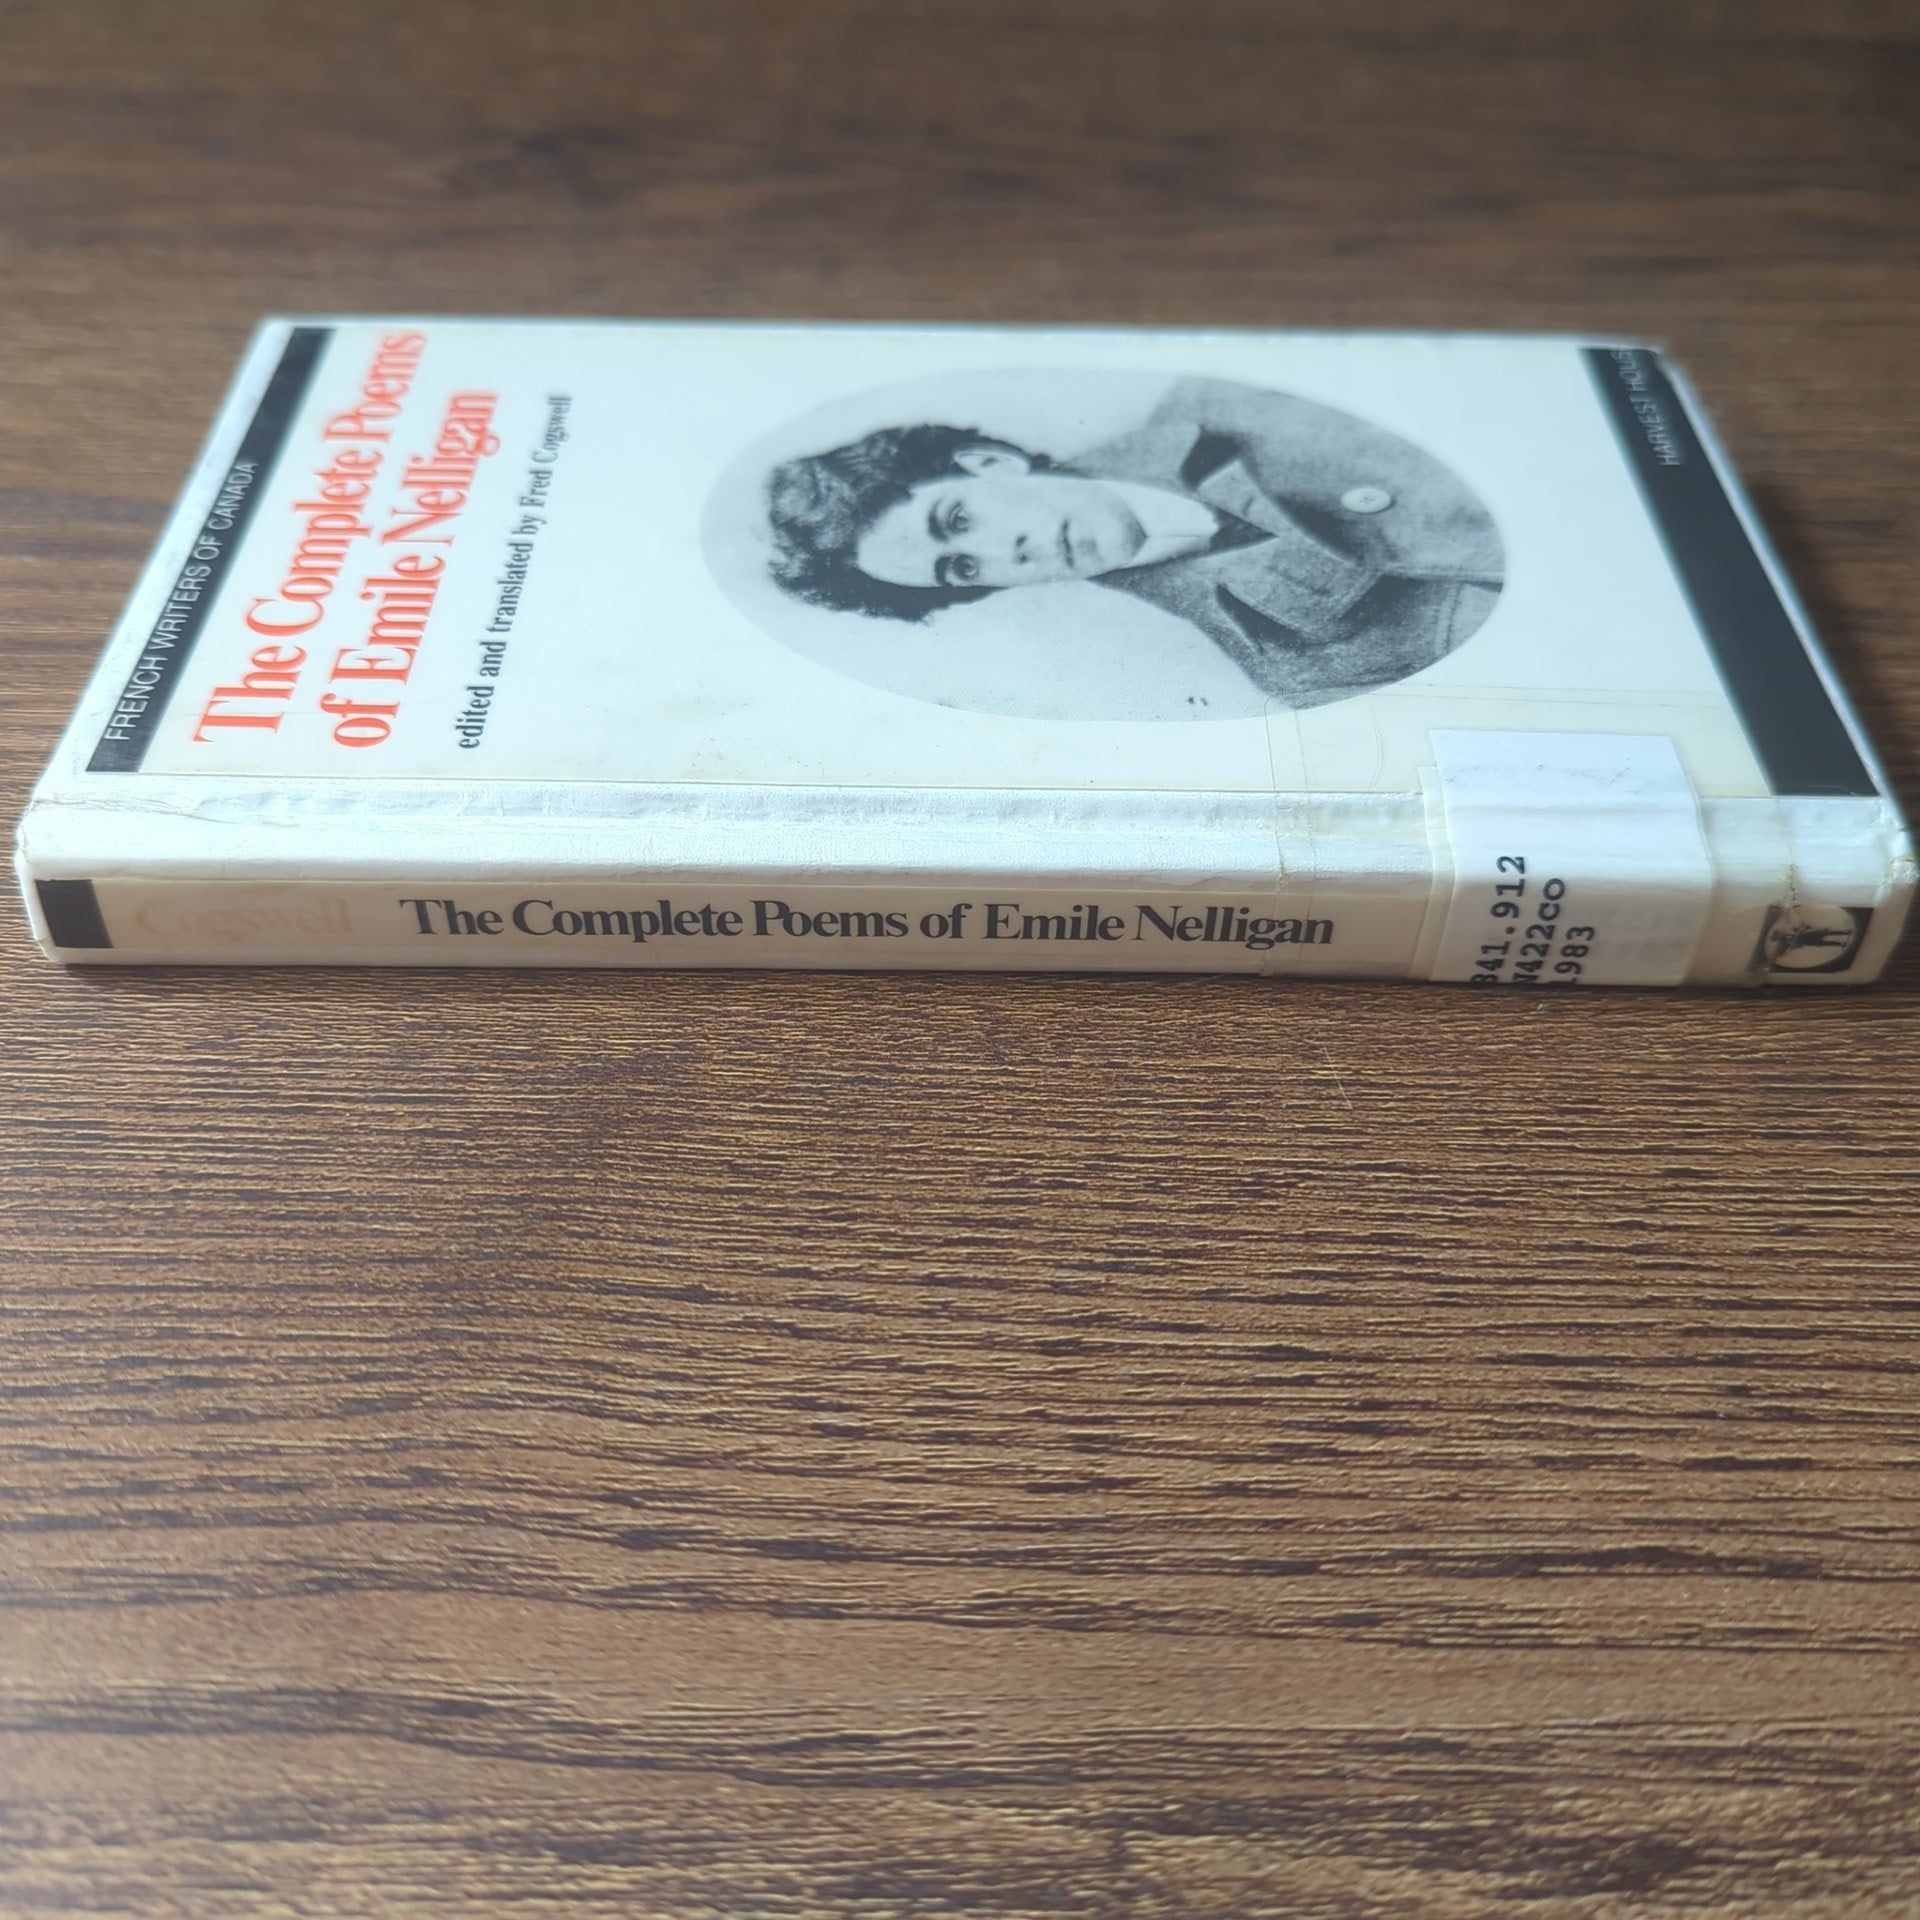 FRENCH WRITERS OF CANADA
The Complete Poems
of Emile Nelligan
edited and translated by Fred Cogswell
HARVEST HOUSE
Cogswell
The Complete Poems of Emile Nelligan
841.912
N422co
1983